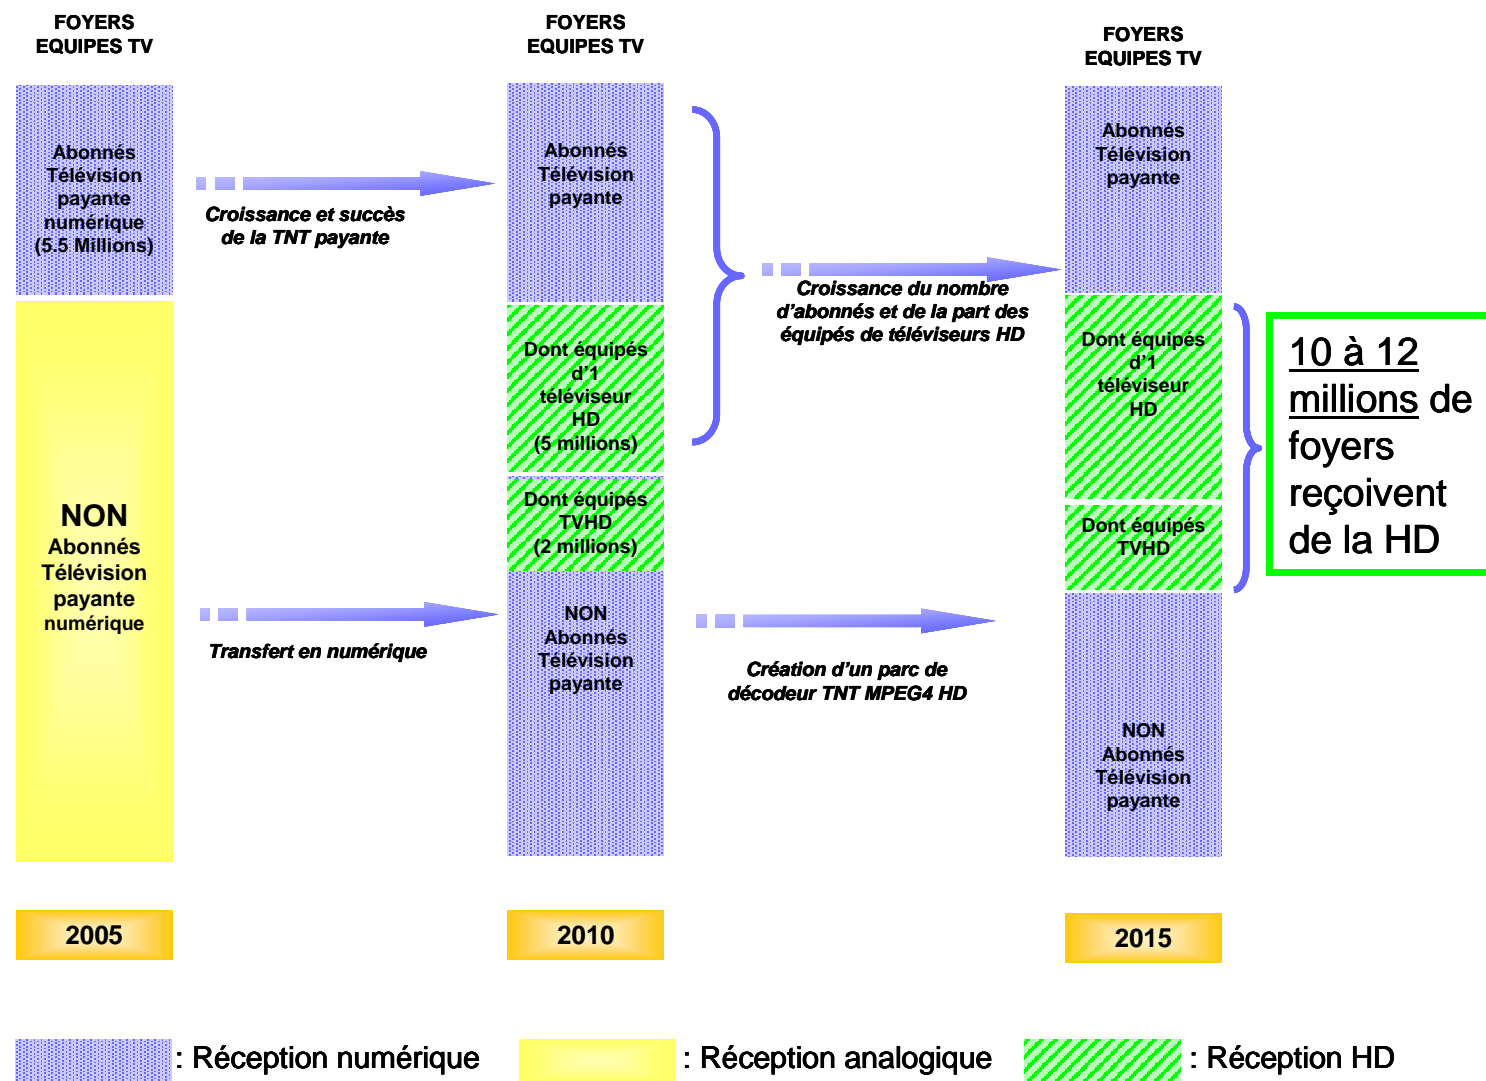 FOYERS
EQUIPES TV
Abonnés
Télévision
payante
numérique
(5.5 Millions)
NON
Abonnés
Télévision
payante
numérique
2005
Croissance et succès
de la TNT payante
Transfert en numérique
FOYERS
EQUIPES TV
Abonnés
Télévision
payante
Dont équipés
d'1
téléviseur
HD
(5 millions)
Dont équipés
TVHD
(2 millions)
NON
Abonnés
Télévision
payante
2010
Croissance du nombre
d'abonnés et de la part des
équipés de téléviseurs HD
Création d'un parc de
décodeur TNT MPEG4 HD
FOYERS
EQUIPES TV
Abonnés
Télévision
payante
Dont équipés
d'1
téléviseur
HD
Dont équipés
TVHD
NON
Abonnés
Télévision
payante
2015
10 à 12
millions de
foyers
reçoivent
de la HD
: Réception numérique
: Réception analogique
: Réception HD